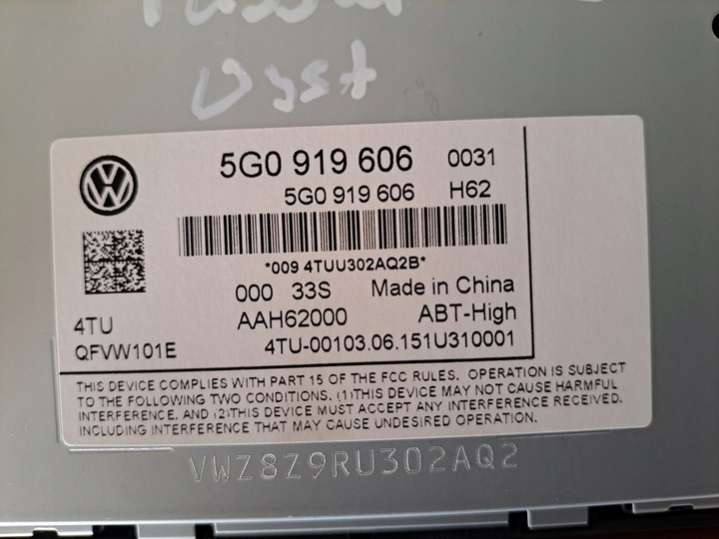 Dyst
5G0 919 606 0031
5G0 919 606 H62
*009 4TUU302AQ2B*
000 33S Made in China
4TU AAH62000 ABT-High
QFVW101E 4TU-00103.06.151U310001
THIS DEVICE COMPLIES WITH PART 15 OF THE FCC RULES. OPERATION IS SUBJECT
TO THE FOLLOWING TWO CONDITIONS. (1)THIS DEVICE MAY NOT CAUSE HARMFUL
INTERFERENCE. AND (2)THIS DEVICE MUST ACCEPT ANY INTERFERENCE RECEIVED.
INCLUDING INTERFERENCE THAT MAY CAUSE UNDESIRED OPERATION.
VWZ8Z9RU302AQ2